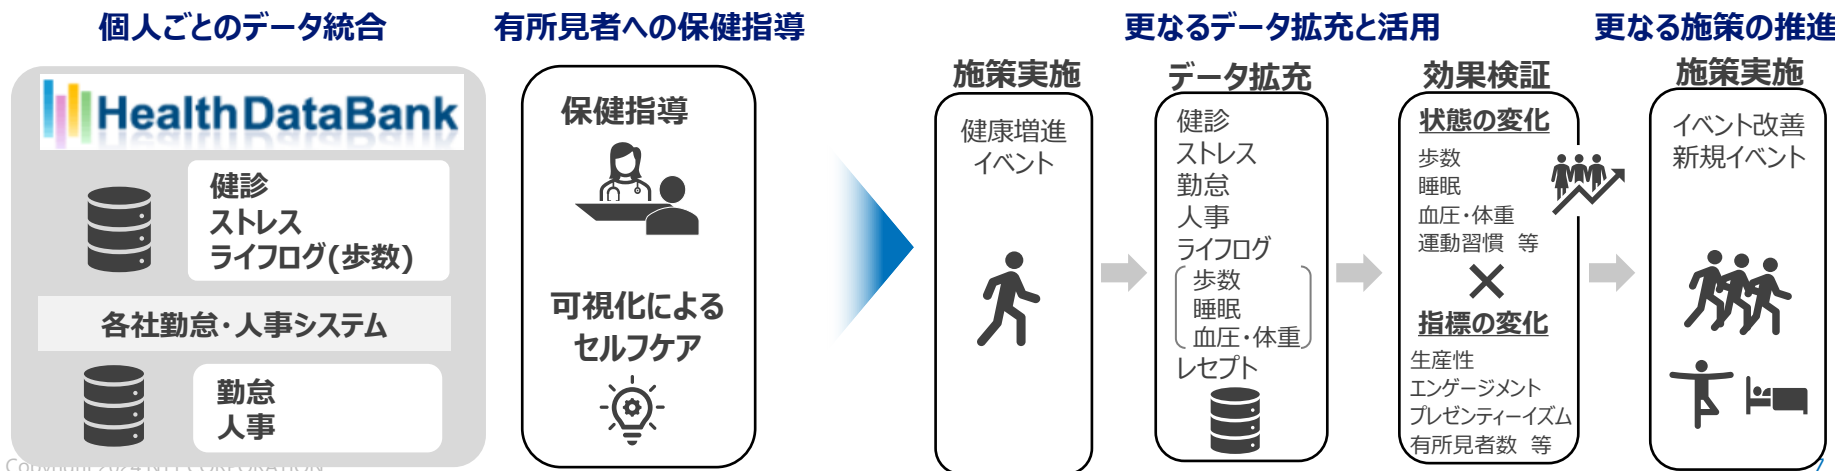 個人ごとのデータ統合
HealthDataBank
健診
ストレス
ライフログ(歩数)
各社勤怠・人事システム
勤怠
人事
有所見者への保健指導
保健指導
可視化による
セルフケア
更なるデータ拡充と活用
施策実施
健康増進
イベント
データ拡充
健診
ストレス
勤怠
人事
ライフログ
歩数
睡眠
血圧・体重
レセプト
効果検証
状態の変化
歩数
睡眠
血圧・体重
運動習慣 等
指標の変化
生産性
エンゲージメント
プレゼンティーイズム
有所見者数 等
更なる施策の推進
施策実施
イベント改善
新規イベント
Copyright 2024 NTT CORPORATION
7